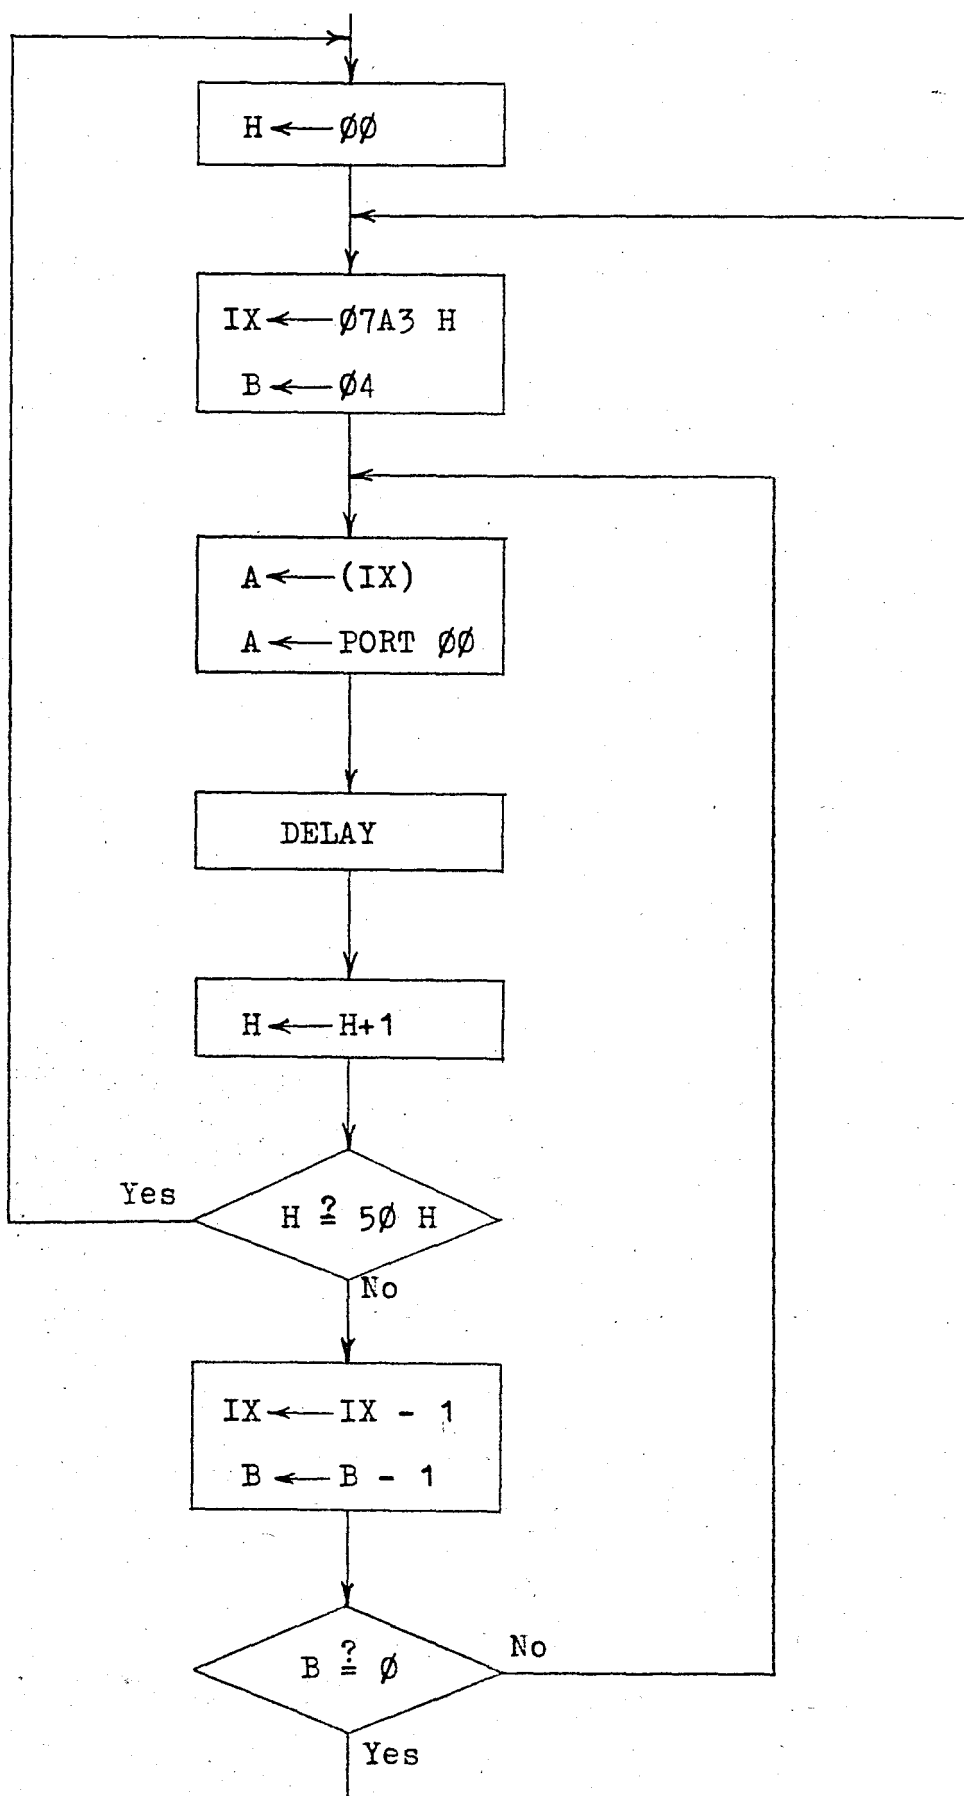 H ← ØØ
IX ← Ø7A3 H
B ← Ø4
A ← (IX)
A ← PORT ØØ
DELAY
H ← H+1
Yes
H ≟ 5Ø H
No
IX ← IX - 1
B ← B - 1
No
B ≟ Ø
Yes